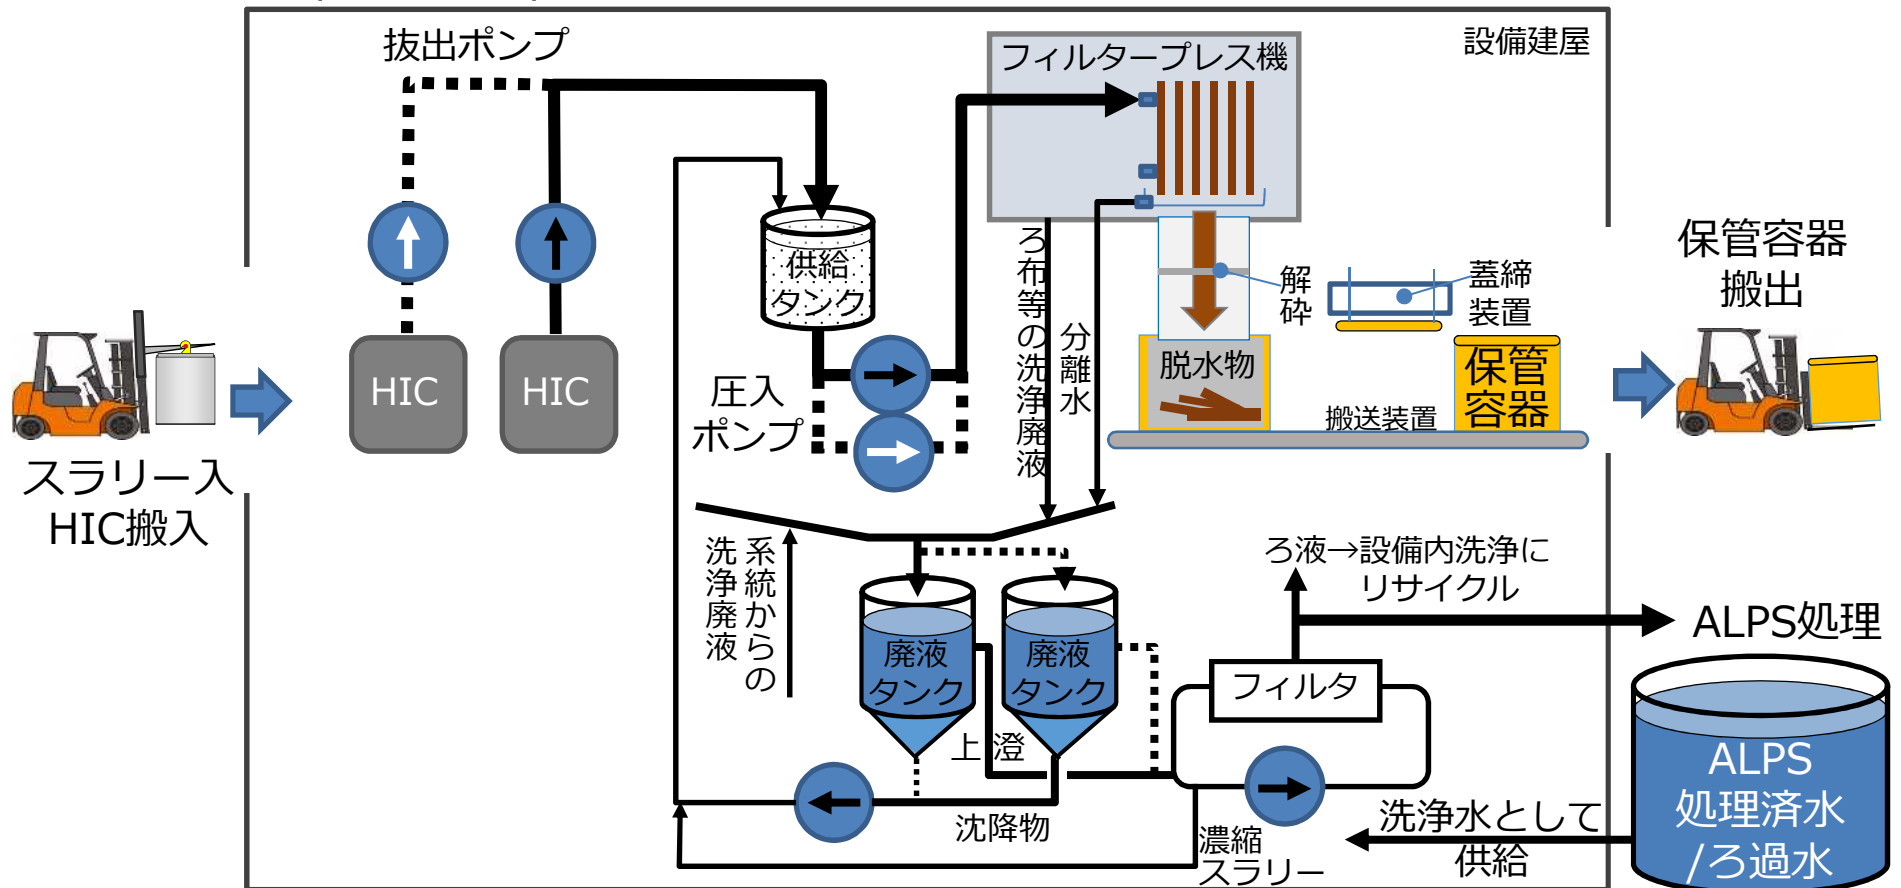 抜出ポンプ
設備建屋
フィルタープレス機
供給
タンク
HIC
HIC
圧入
ポンプ
ろ布等の洗浄廃液
分離水
解砕
蓋締
装置
脱水物
保管
容器
搬送装置
保管容器
搬出
スラリー入
HIC搬入
系統からの
洗浄廃液
廃液
タンク
廃液
タンク
上澄
沈降物
ろ液→設備内洗浄に
リサイクル
フィルタ
濃縮
スラリー
ALPS処理
洗浄水として
供給
ALPS
処理済水
/ろ過水